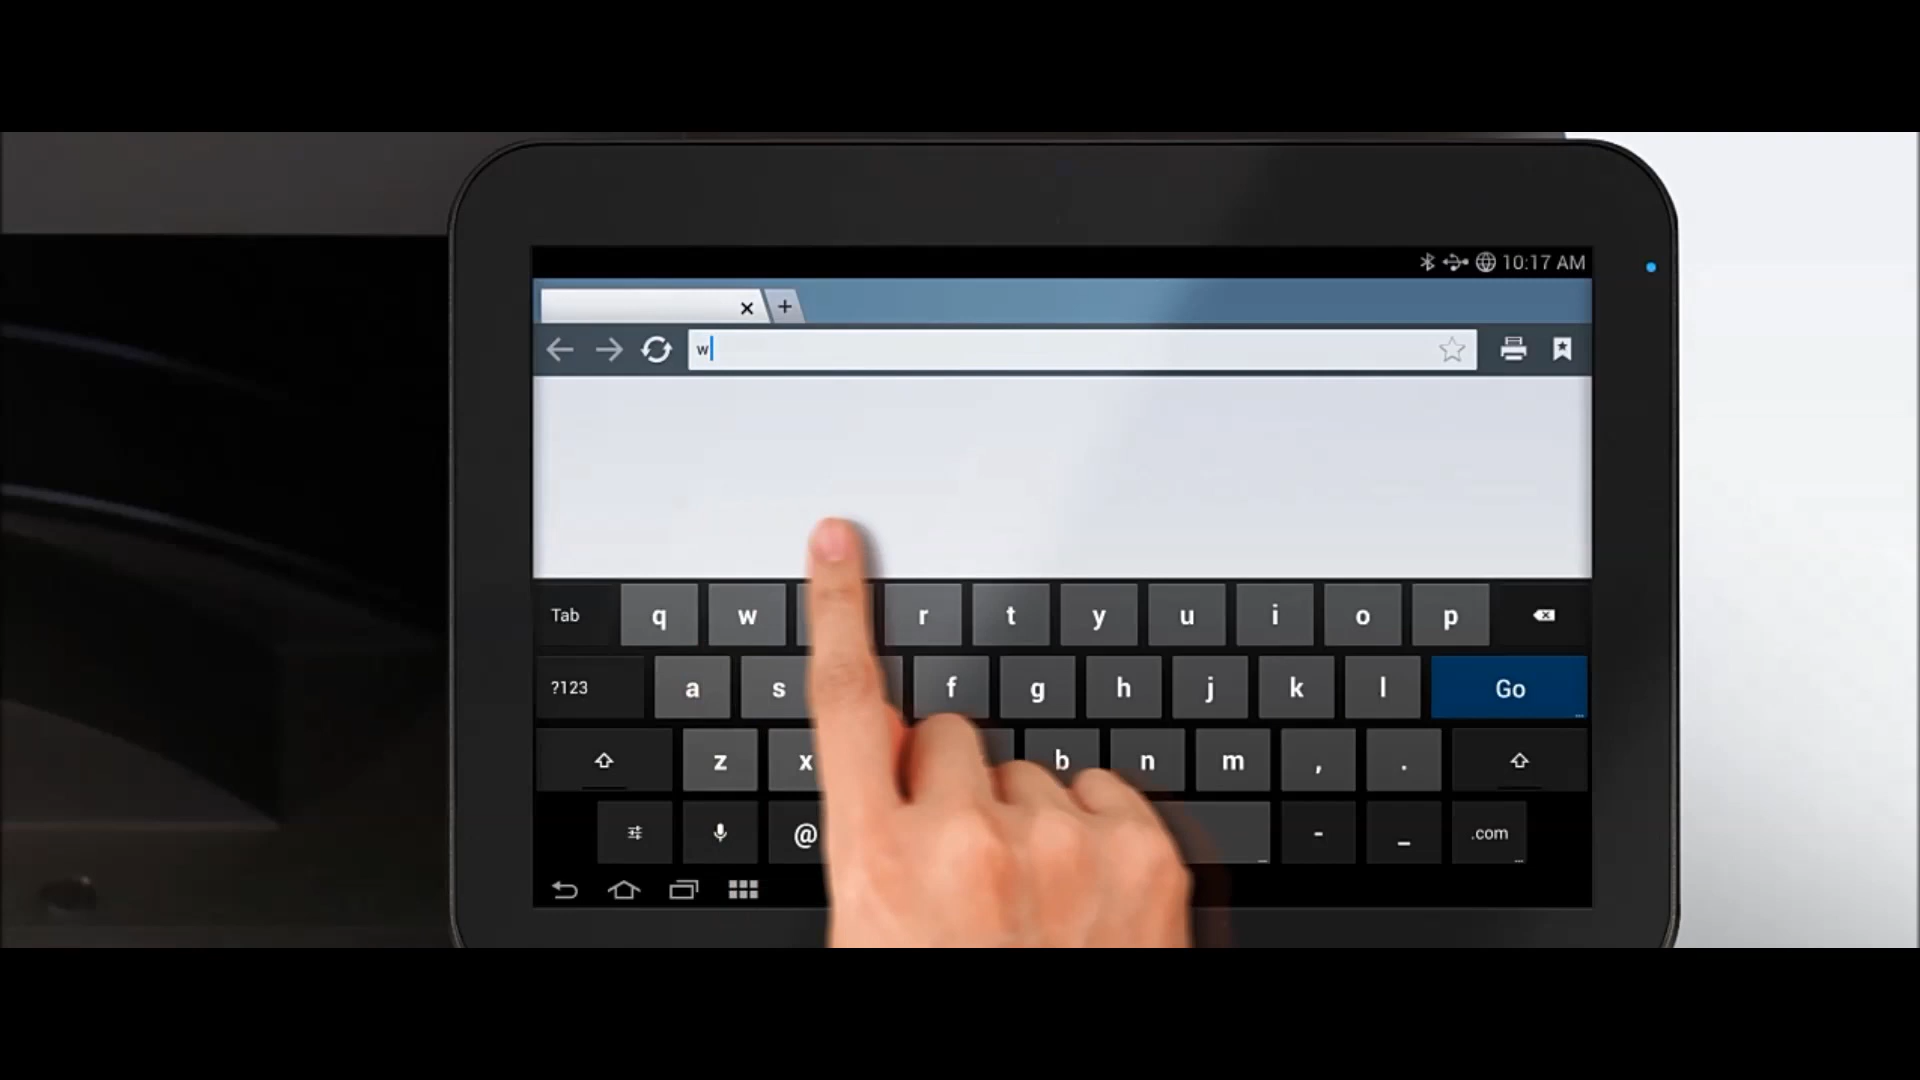 10:17 AM
w
Tab q w r t y u i o p
?123 a s f g h j k l Go
z x b n m , .
@ - _ .com